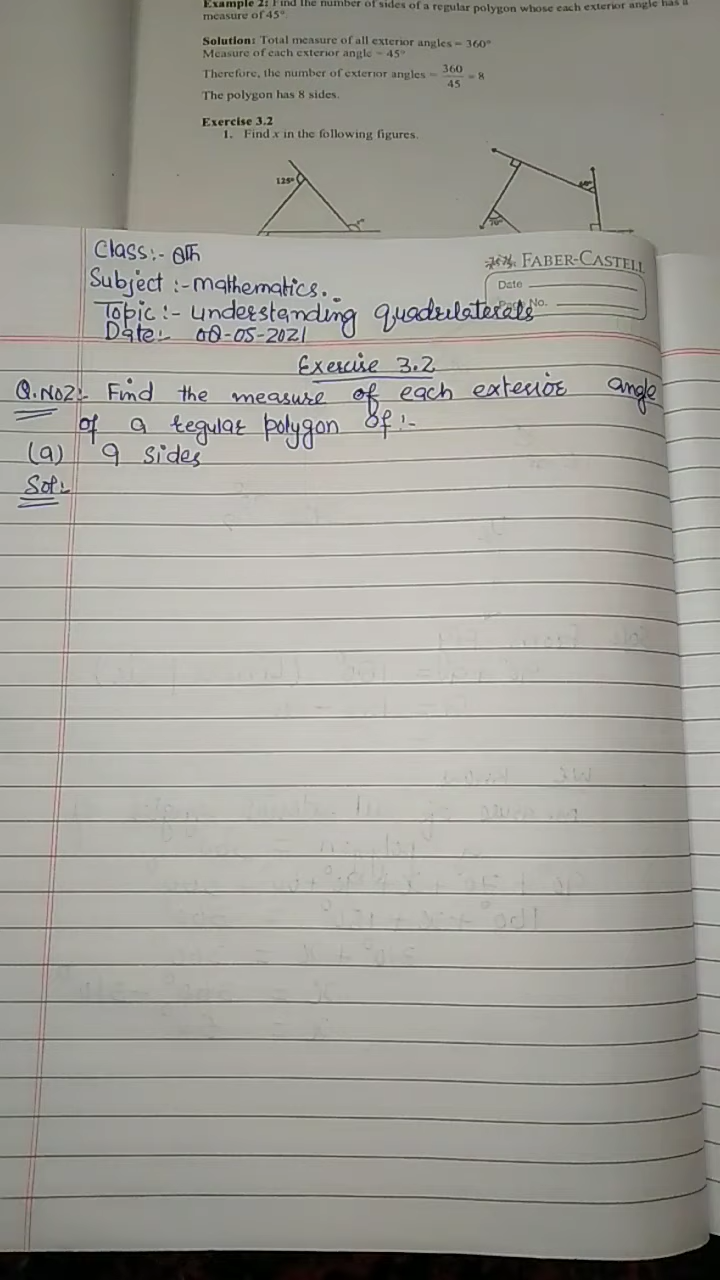 Example 2: Find the number of sides of a regular polygon whose each exterior angle has a
measure of 45°
Solution: Total measure of all exterior angles = 360°
Measure of each exterior angle = 45°
Therefore, the number of exterior angles = 360/45 = 8
The polygon has 8 sides.
Exercise 3.2
1. Find x in the following figures.
125°
70°
Class:- 8th
Subject :- mathematics.
Topic :- understanding quadrilaterals
Date:- 08-05-2021
FABER-CASTELL
Date
No.
Exercise 3.2
Q.NO2:- Find the measure of each exterior angle
of a regular polygon of :-
(a) 9 sides
Sol:-